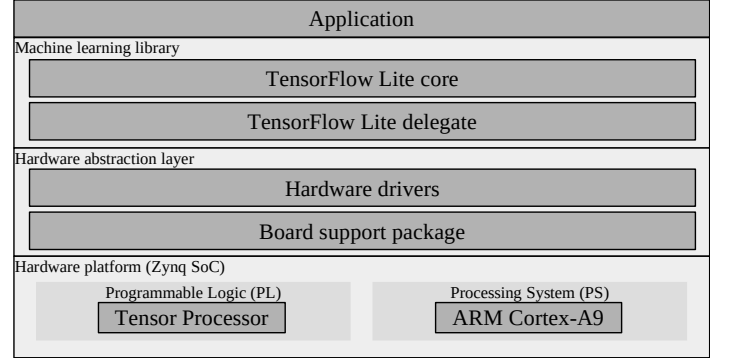 Application
Machine learning library
TensorFlow Lite core
TensorFlow Lite delegate
Hardware abstraction layer
Hardware drivers
Board support package
Hardware platform (Zynq SoC)
Programmable Logic (PL)
Tensor Processor
Processing System (PS)
ARM Cortex-A9